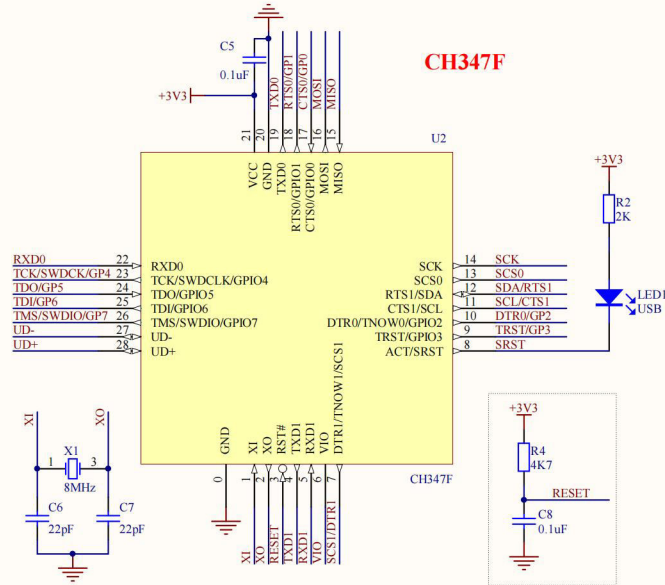 CH347F
C5
0.1uF
+3V3
TXD0
RTS0/GP1
CTS0/GP0
MOSI
MISO
21
20
19
18
17
16
15
U2
VCC
GND
TXD0
RTS0/GPIO1
CTS0/GPIO0
MOSI
MISO
+3V3
R2
2K
LED1
USB
RXD0 22 RXD0
TCK/SWDCK/GP4 23 TCK/SWDCLK/GPIO4
TDO/GP5 24 TDO/GPIO5
TDI/GP6 25 TDI/GPIO6
TMS/SWDIO/GP7 26 TMS/SWDIO/GPIO7
UD- 27 UD-
UD+ 28 UD+
SCK 14 SCK
SCS0 13 SCS0
RTS1/SDA 12 SDA/RTS1
CTS1/SCL 11 SCL/CTS1
DTR0/TNOW0/GPIO2 10 DTR0/GP2
TRST/GPIO3 9 TRST/GP3
ACT/SRST 8 SRST
GND
XI
XO
RST#
TXD1
RXD1
VIO
DTR1/TNOW1/SCS1
CH347F
0
1
2
3
4
5
6
7
XI
XO
RESET
TXD1
RXD1
VIO
SCS1/DTR1
XI
XO
X1
1
3
8MHz
C6
22pF
C7
22pF
+3V3
R4
4K7
RESET
C8
0.1uF